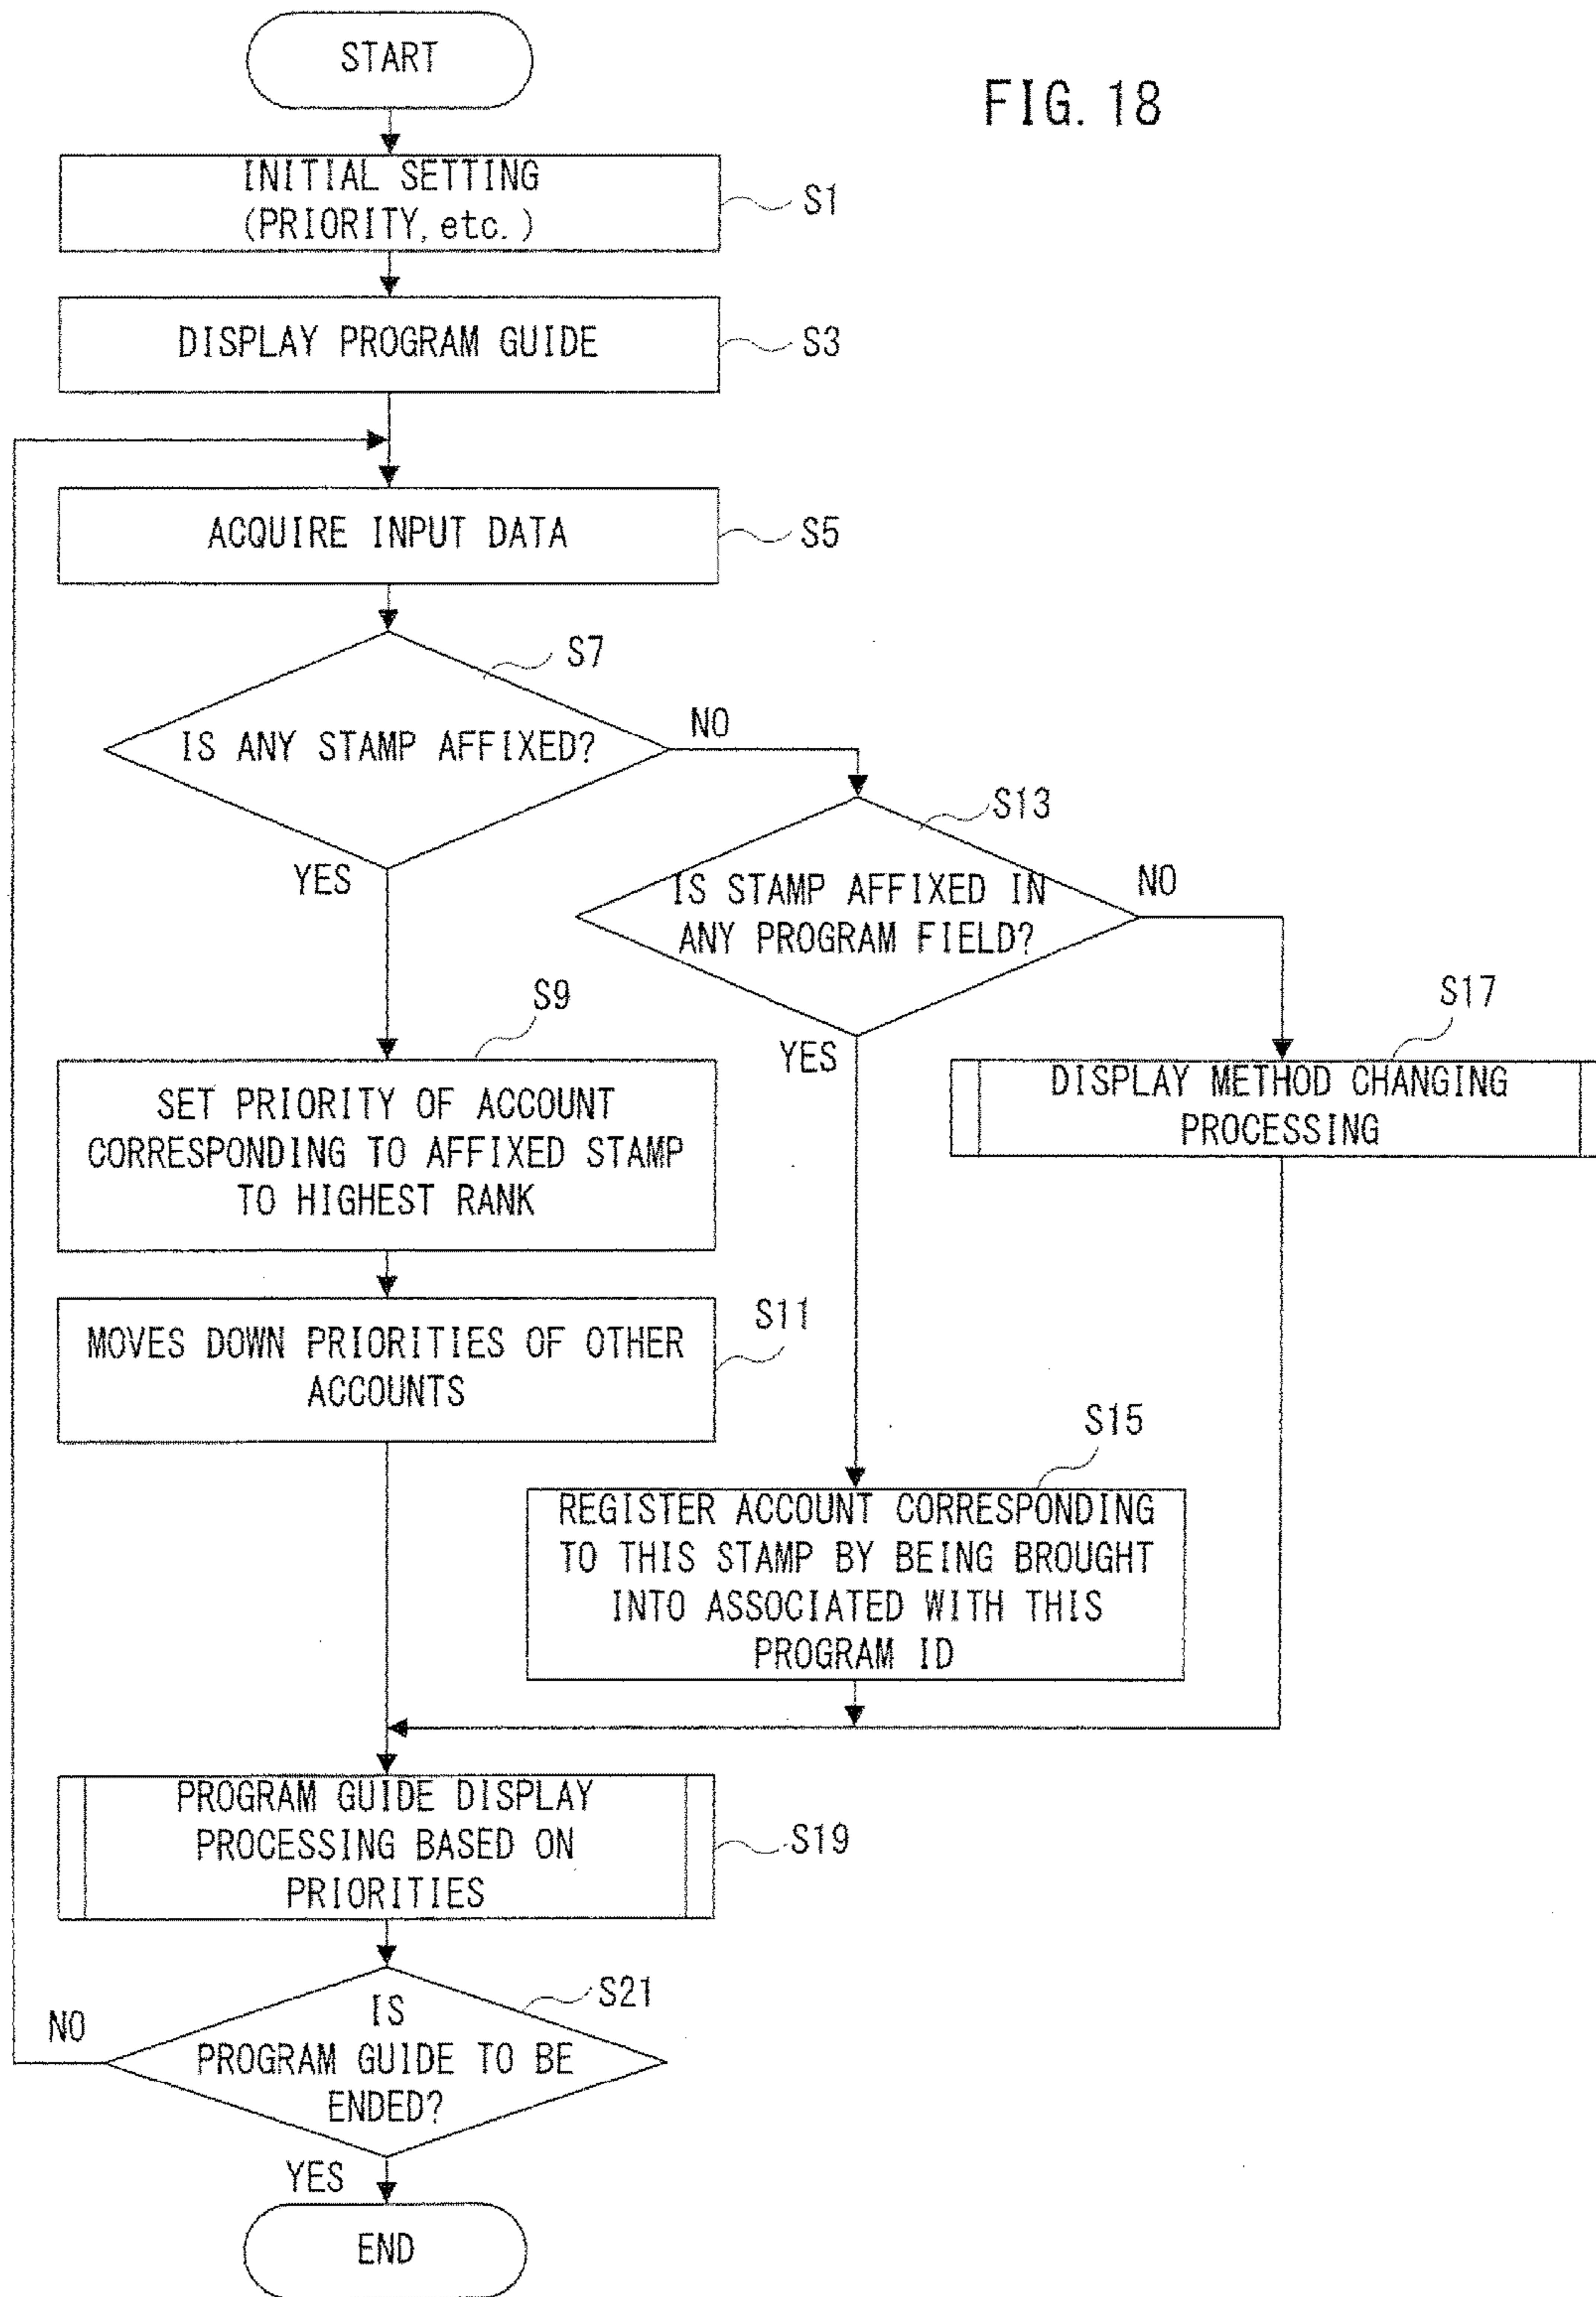 START
FIG. 18
INITIAL SETTING
(PRIORITY, etc.)
S1
DISPLAY PROGRAM GUIDE
S3
ACQUIRE INPUT DATA
S5
S7
IS ANY STAMP AFFIXED?
NO
YES
S13
IS STAMP AFFIXED IN
ANY PROGRAM FIELD?
NO
YES
S9
SET PRIORITY OF ACCOUNT
CORRESPONDING TO AFFIXED STAMP
TO HIGHEST RANK
S17
DISPLAY METHOD CHANGING
PROCESSING
S11
MOVES DOWN PRIORITIES OF OTHER
ACCOUNTS
S15
REGISTER ACCOUNT CORRESPONDING
TO THIS STAMP BY BEING BROUGHT
INTO ASSOCIATED WITH THIS
PROGRAM ID
PROGRAM GUIDE DISPLAY
PROCESSING BASED ON
PRIORITIES
S19
S21
IS
PROGRAM GUIDE TO BE
ENDED?
NO
YES
END